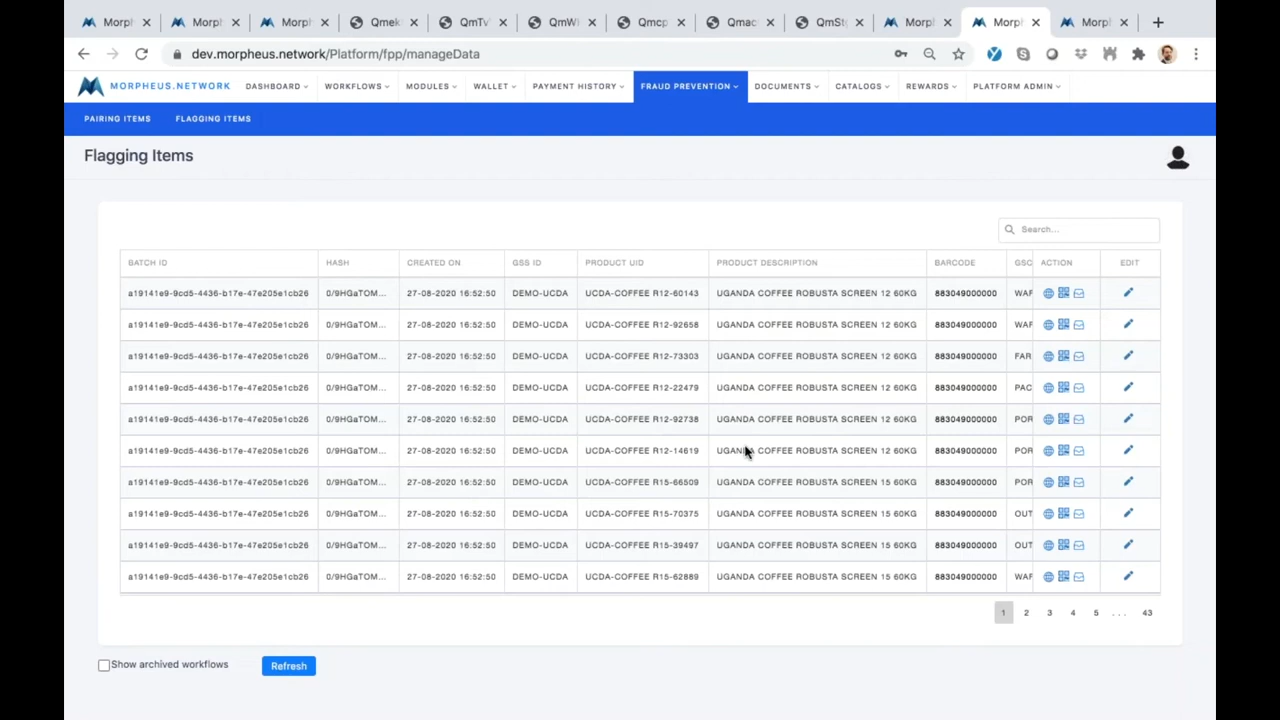 Morph
Morph
Morph
Qmek
QmTv
QmWl
Qmcp
Qmac
QmSt
Morph
Morph
Morph
dev.morpheus.network/Platform/fpp/manageData
MORPHEUS.NETWORK DASHBOARD WORKFLOWS MODULES WALLET PAYMENT HISTORY FRAUD PREVENTION DOCUMENTS CATALOGS REWARDS PLATFORM ADMIN
PAIRING ITEMS FLAGGING ITEMS
Flagging Items
Search...
BATCH ID HASH CREATED ON GSS ID PRODUCT UID PRODUCT DESCRIPTION BARCODE GSC ACTION EDIT
a19141e9-9cd5-4436-b17e-47e205e1cb26 0/9HGaTOM... 27-08-2020 16:52:50 DEMO-UCDA UCDA-COFFEE R12-60143 UGANDA COFFEE ROBUSTA SCREEN 12 60KG 883049000000 WAF
a19141e9-9cd5-4436-b17e-47e205e1cb26 0/9HGaTOM... 27-08-2020 16:52:50 DEMO-UCDA UCDA-COFFEE R12-92658 UGANDA COFFEE ROBUSTA SCREEN 12 60KG 883049000000 WAF
a19141e9-9cd5-4436-b17e-47e205e1cb26 0/9HGaTOM... 27-08-2020 16:52:50 DEMO-UCDA UCDA-COFFEE R12-73303 UGANDA COFFEE ROBUSTA SCREEN 12 60KG 883049000000 FAR
a19141e9-9cd5-4436-b17e-47e205e1cb26 0/9HGaTOM... 27-08-2020 16:52:50 DEMO-UCDA UCDA-COFFEE R12-22479 UGANDA COFFEE ROBUSTA SCREEN 12 60KG 883049000000 PAC
a19141e9-9cd5-4436-b17e-47e205e1cb26 0/9HGaTOM... 27-08-2020 16:52:50 DEMO-UCDA UCDA-COFFEE R12-92738 UGANDA COFFEE ROBUSTA SCREEN 12 60KG 883049000000 POR
a19141e9-9cd5-4436-b17e-47e205e1cb26 0/9HGaTOM... 27-08-2020 16:52:50 DEMO-UCDA UCDA-COFFEE R12-14619 UGANDA COFFEE ROBUSTA SCREEN 12 60KG 883049000000 POR
a19141e9-9cd5-4436-b17e-47e205e1cb26 0/9HGaTOM... 27-08-2020 16:52:50 DEMO-UCDA UCDA-COFFEE R15-66509 UGANDA COFFEE ROBUSTA SCREEN 15 60KG 883049000000 POR
a19141e9-9cd5-4436-b17e-47e205e1cb26 0/9HGaTOM... 27-08-2020 16:52:50 DEMO-UCDA UCDA-COFFEE R15-70375 UGANDA COFFEE ROBUSTA SCREEN 15 60KG 883049000000 OUT
a19141e9-9cd5-4436-b17e-47e205e1cb26 0/9HGaTOM... 27-08-2020 16:52:50 DEMO-UCDA UCDA-COFFEE R15-39497 UGANDA COFFEE ROBUSTA SCREEN 15 60KG 883049000000 OUT
a19141e9-9cd5-4436-b17e-47e205e1cb26 0/9HGaTOM... 27-08-2020 16:52:50 DEMO-UCDA UCDA-COFFEE R15-62889 UGANDA COFFEE ROBUSTA SCREEN 15 60KG 883049000000 WAF
1 2 3 4 5 ... 43
Show archived workflows Refresh